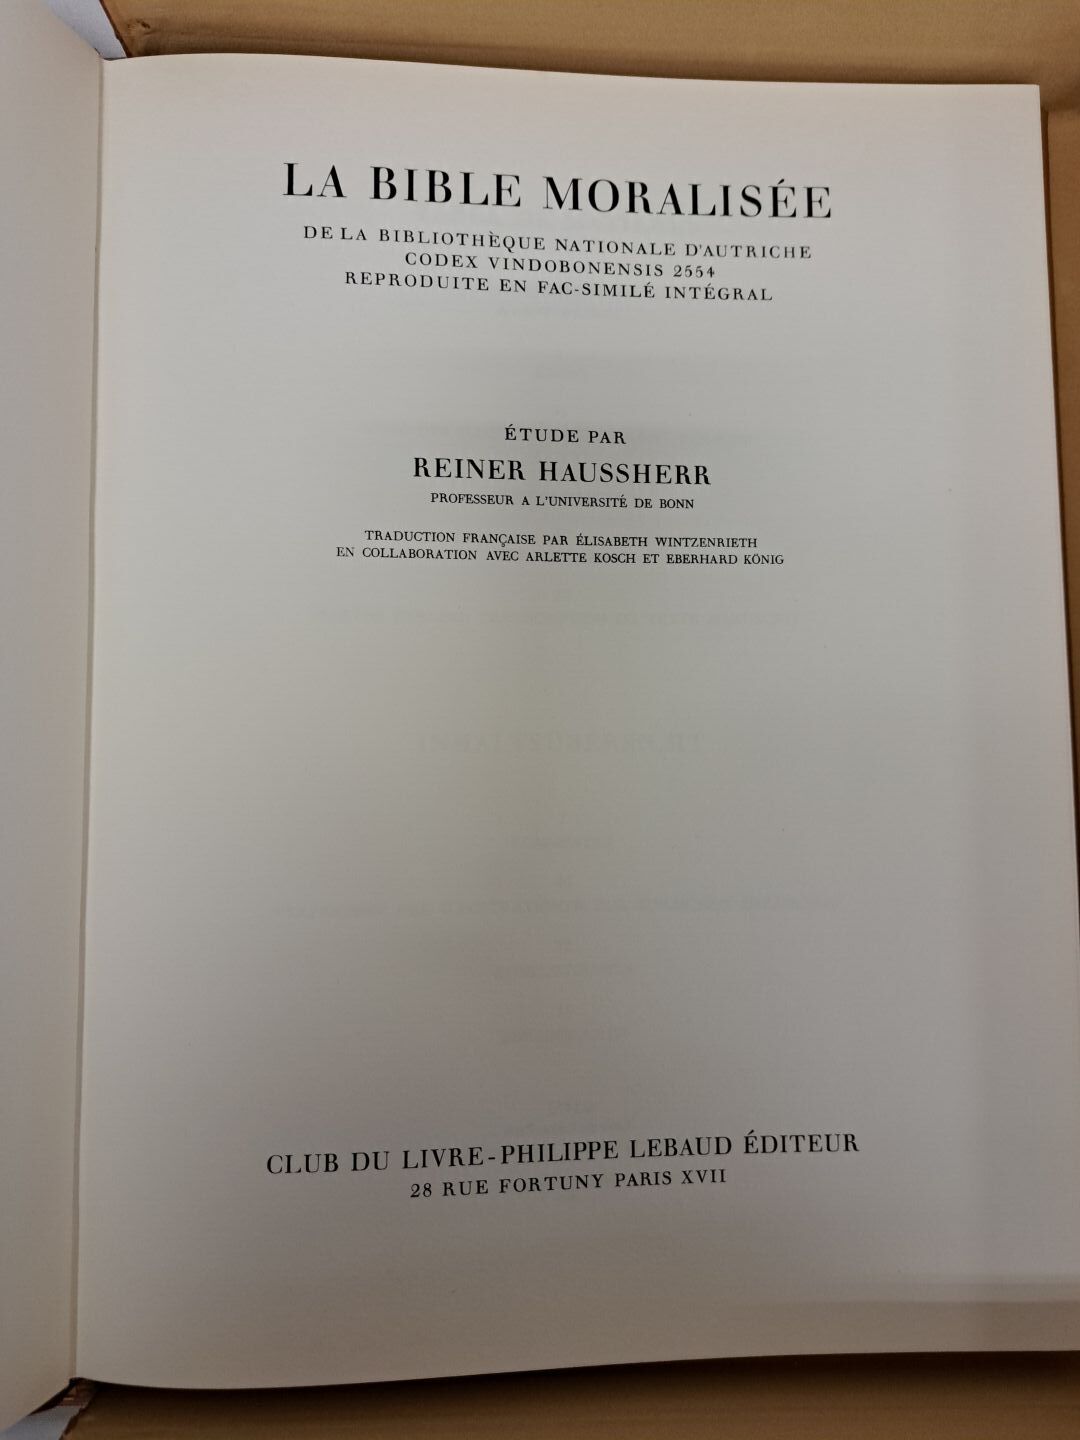 LA BIBLE MORALISÉE
DE LA BIBLIOTHÈQUE NATIONALE D'AUTRICHE
CODEX VINDOBONENSIS 2554
REPRODUITE EN FAC-SIMILÉ INTÉGRAL
ÉTUDE PAR
REINER HAUSSHERR
PROFESSEUR A L'UNIVERSITÉ DE BONN
TRADUCTION FRANÇAISE PAR ÉLISABETH WINTZENRIETH
EN COLLABORATION AVEC ARLETTE KOSCH ET EBERHARD KÖNIG
CLUB DU LIVRE-PHILIPPE LEBAUD ÉDITEUR
28 RUE FORTUNY PARIS XVII